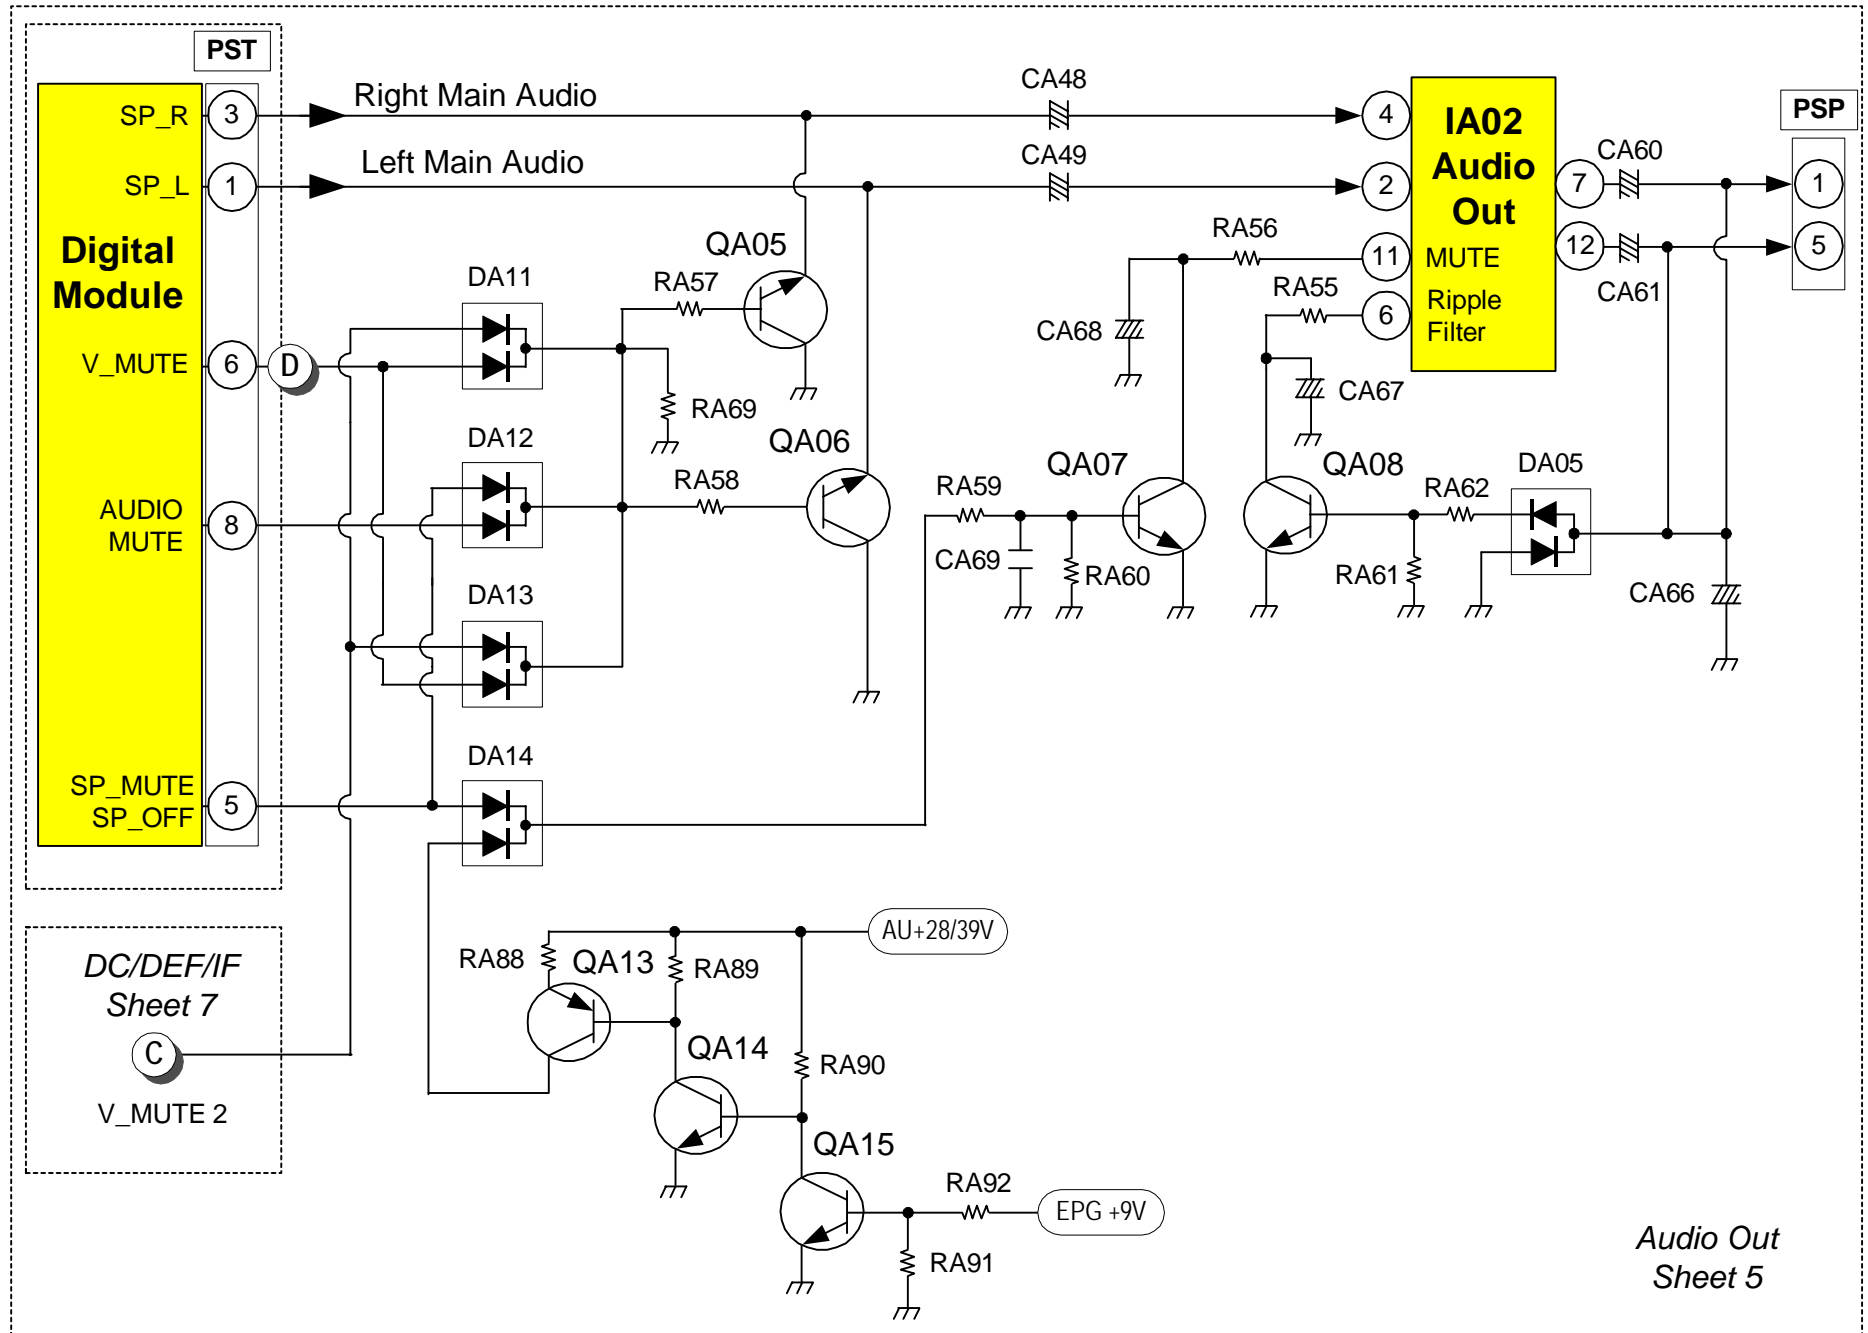 PST
CA48
PSP
SP_R
3
Right Main Audio
4
IA02
Audio
Out
CA60
SP_L
1
Left Main Audio
CA49
2
7
1
Digital
Module
QA05
RA56
11
MUTE
12
5
DA11
RA57
RA55
CA61
CA68
6
Ripple
Filter
V_MUTE
6
D
RA69
CA67
DA12
QA06
QA07
QA08
DA05
RA58
RA59
RA62
AUDIO
MUTE
8
CA69
RA60
RA61
CA66
DA13
DA14
SP_MUTE
SP_OFF
5
AU+28/39V
DC/DEF/IF
Sheet 7
RA88
QA13
RA89
C
QA14
RA90
V_MUTE 2
QA15
RA92
EPG +9V
RA91
Audio Out
Sheet 5